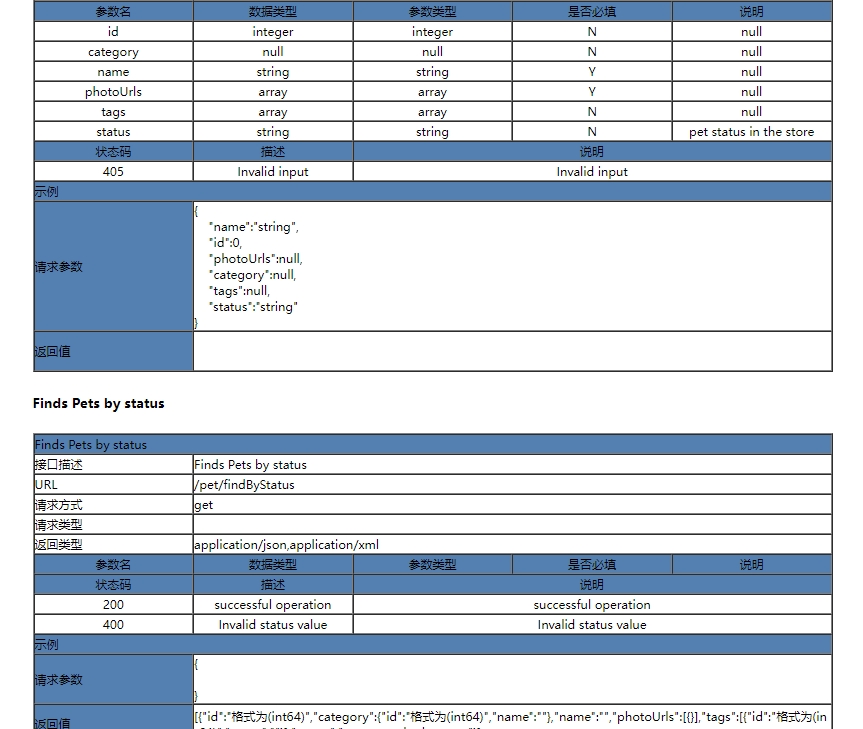 参数名 数据类型 参数类型 是否必填 说明
id integer integer N null
category null null N null
name string string Y null
photoUrls array array Y null
tags array array N null
status string string N pet status in the store
状态码 描述 说明
405 Invalid input Invalid input
示例
请求参数
{
"name":"string",
"id":0,
"photoUrls":null,
"category":null,
"tags":null,
"status":"string"
}
返回值
Finds Pets by status
Finds Pets by status
接口描述 Finds Pets by status
URL /pet/findByStatus
请求方式 get
请求类型
返回类型 application/json,application/xml
参数名 数据类型 参数类型 是否必填 说明
状态码 描述 说明
200 successful operation successful operation
400 Invalid status value Invalid status value
示例
请求参数
{
}
返回值
[{"id":"格式为(int64)","category":{"id":"格式为(int64)","name":""},"name":"","photoUrls":[{}],"tags":[{"id":"格式为(in